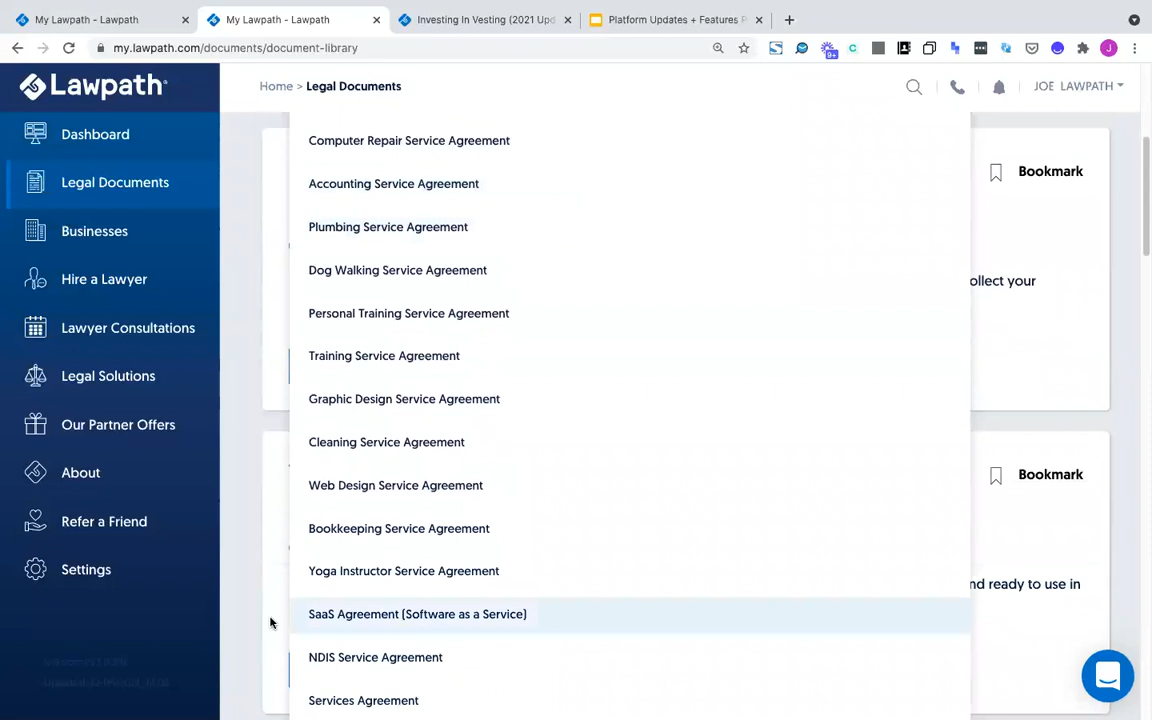 My Lawpath - Lawpath
My Lawpath - Lawpath
Investing In Vesting (2021 Upd
Platform Updates + Features P
my.lawpath.com/documents/document-library
9+
J
Lawpath
Home > Legal Documents
JOE LAWPATH
Dashboard
Legal Documents
Businesses
Hire a Lawyer
Lawyer Consultations
Legal Solutions
Our Partner Offers
About
Refer a Friend
Settings
Computer Repair Service Agreement
Accounting Service Agreement
Plumbing Service Agreement
Dog Walking Service Agreement
Personal Training Service Agreement
Training Service Agreement
Graphic Design Service Agreement
Cleaning Service Agreement
Web Design Service Agreement
Bookkeeping Service Agreement
Yoga Instructor Service Agreement
SaaS Agreement (Software as a Service)
NDIS Service Agreement
Services Agreement
Bookmark
ollect your
Bookmark
nd ready to use in